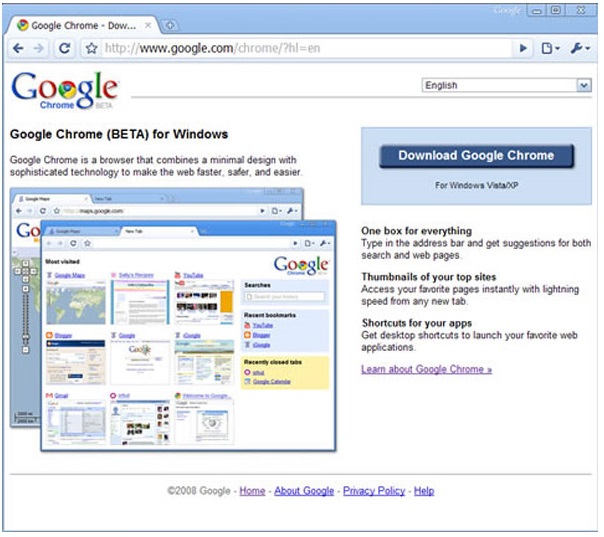 Google
Google Chrome - Dow...
http://www.google.com/chrome/?hl=en
Google
Chrome BETA
English
Google Chrome (BETA) for Windows
Google Chrome is a browser that combines a minimal design with
sophisticated technology to make the web faster, safer, and easier.
Google Maps
New Tab
http://maps.google.com/
Google Maps
New Tab
Most visited
Google
Chrome
Google Maps
Sally's Recipes
YouTube
Blogger
Google
iGoogle
Gmail
orkut
Welcome to Google...
Searches
Search your history
Recent bookmarks
YouTube
Blogger
iGoogle
Recently closed tabs
orkut
Google Calendar
Download Google Chrome
For Windows Vista/XP
One box for everything
Type in the address bar and get suggestions for both
search and web pages.
Thumbnails of your top sites
Access your favorite pages instantly with lightning
speed from any new tab.
Shortcuts for your apps
Get desktop shortcuts to launch your favorite web
applications.
Learn about Google Chrome »
©2008 Google - Home - About Google - Privacy Policy - Help